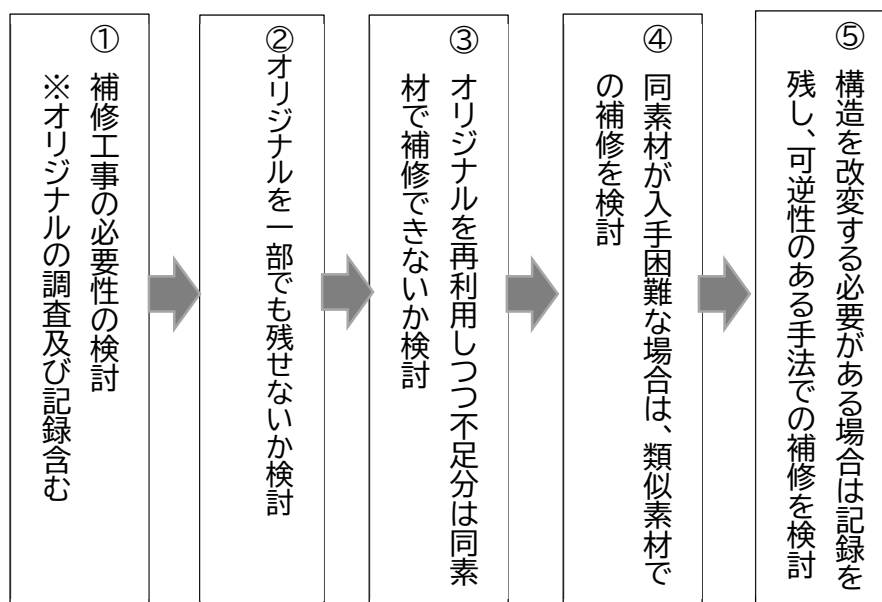 ①
補修工事の必要性の検討
※オリジナルの調査及び記録含む
②
オリジナルを一部でも残せないか検討
③
オリジナルを再利用しつつ不足分は同素
材で補修できないか検討
④
同素材が入手困難な場合は、類似素材で
の補修を検討
⑤
構造を改変する必要がある場合は記録を
残し、可逆性のある手法での補修を検討